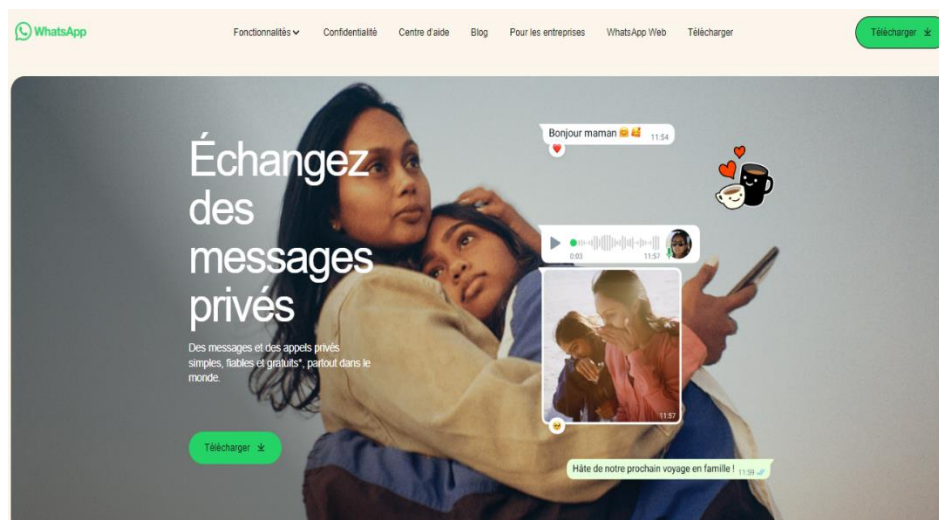 WhatsApp
Fonctionnalités
Confidentialité
Centre d'aide
Blog
Pour les entreprises
WhatsApp Web
Télécharger
Télécharger
Échangez
des
messages
privés
Des messages et des appels privés
simples, fiables et gratuits*, partout dans le
monde.
Télécharger
Bonjour maman 🤗 🥰 11:54
0:03 11:57
11:57
Hâte de notre prochain voyage en famille ! 11:59